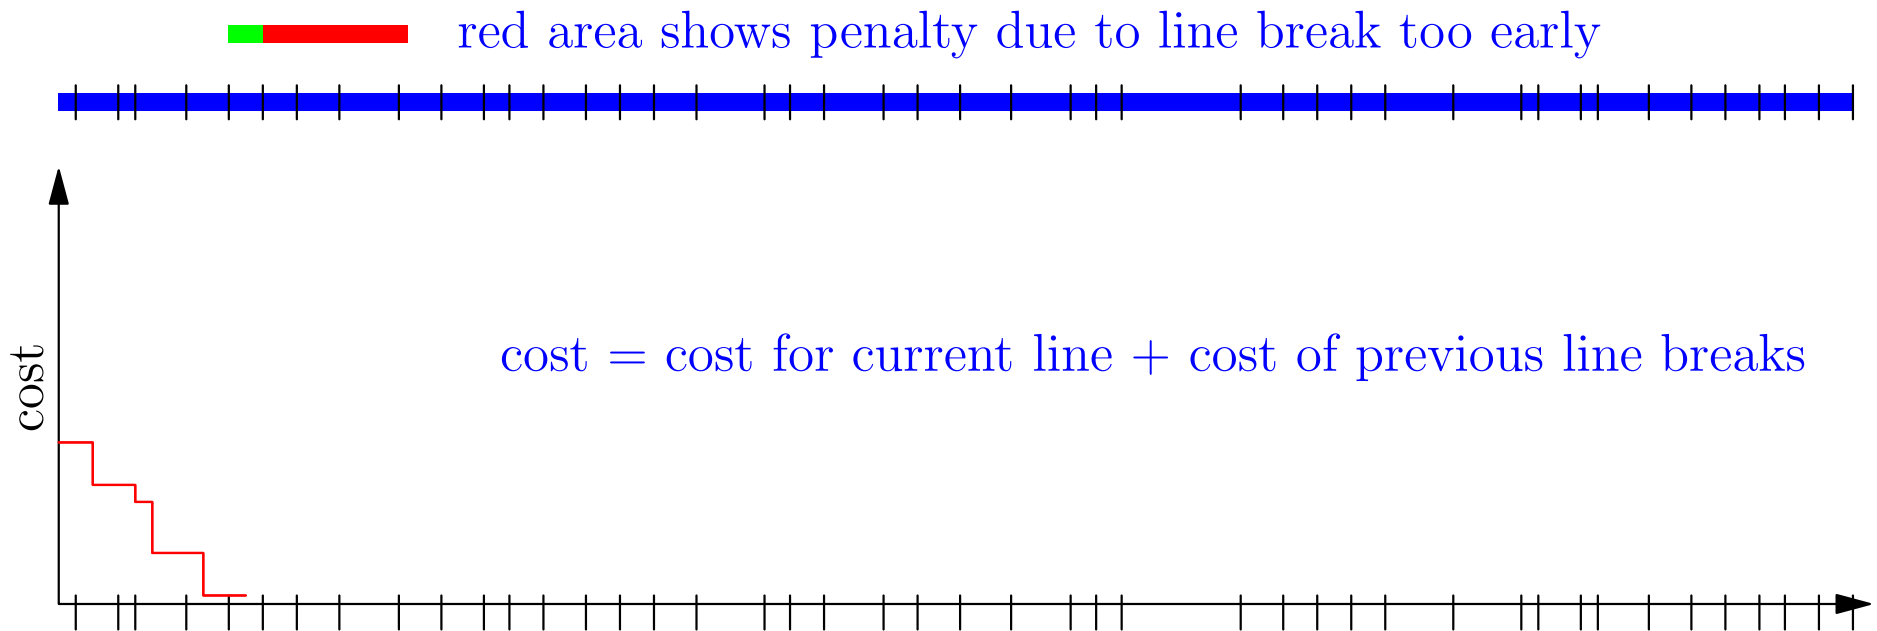 red area shows penalty due to line break too early
cost = cost for current line + cost of previous line breaks
cost